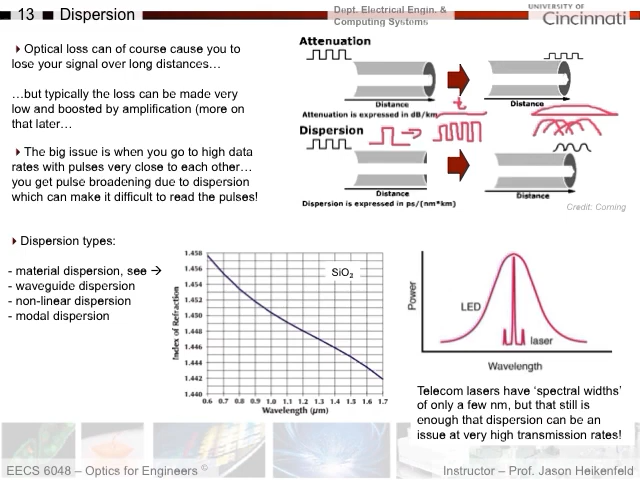 13 Dispersion
Dept. Electrical Engin. &
Computing Systems
UNIVERSITY OF
Cincinnati
Optical loss can of course cause you to
lose your signal over long distances…
…but typically the loss can be made very
low and boosted by amplification (more on
that later…
The big issue is when you go to high data
rates with pulses very close to each other…
you get pulse broadening due to dispersion
which can make it difficult to read the pulses!
Attenuation
Distance
Distance
Attenuation is expressed in dB/km
t
Dispersion
Distance
Distance
Dispersion is expressed in ps/(nm*km)
Credit: Corning
Dispersion types:
- material dispersion, see →
- waveguide dispersion
- non-linear dispersion
- modal dispersion
Index of Refraction
1.458
1.456
1.454
1.452
1.450
1.448
1.446
1.444
1.442
1.440
SiO₂
0.6 0.7 0.8 0.9 1.0 1.1 1.2 1.3 1.4 1.5 1.6 1.7
Wavelength (µm)
Power
LED
laser
Wavelength
Telecom lasers have ‘spectral widths’
of only a few nm, but that still is
enough that dispersion can be an
issue at very high transmission rates!
EECS 6048 – Optics for Engineers ©
Instructor – Prof. Jason Heikenfeld